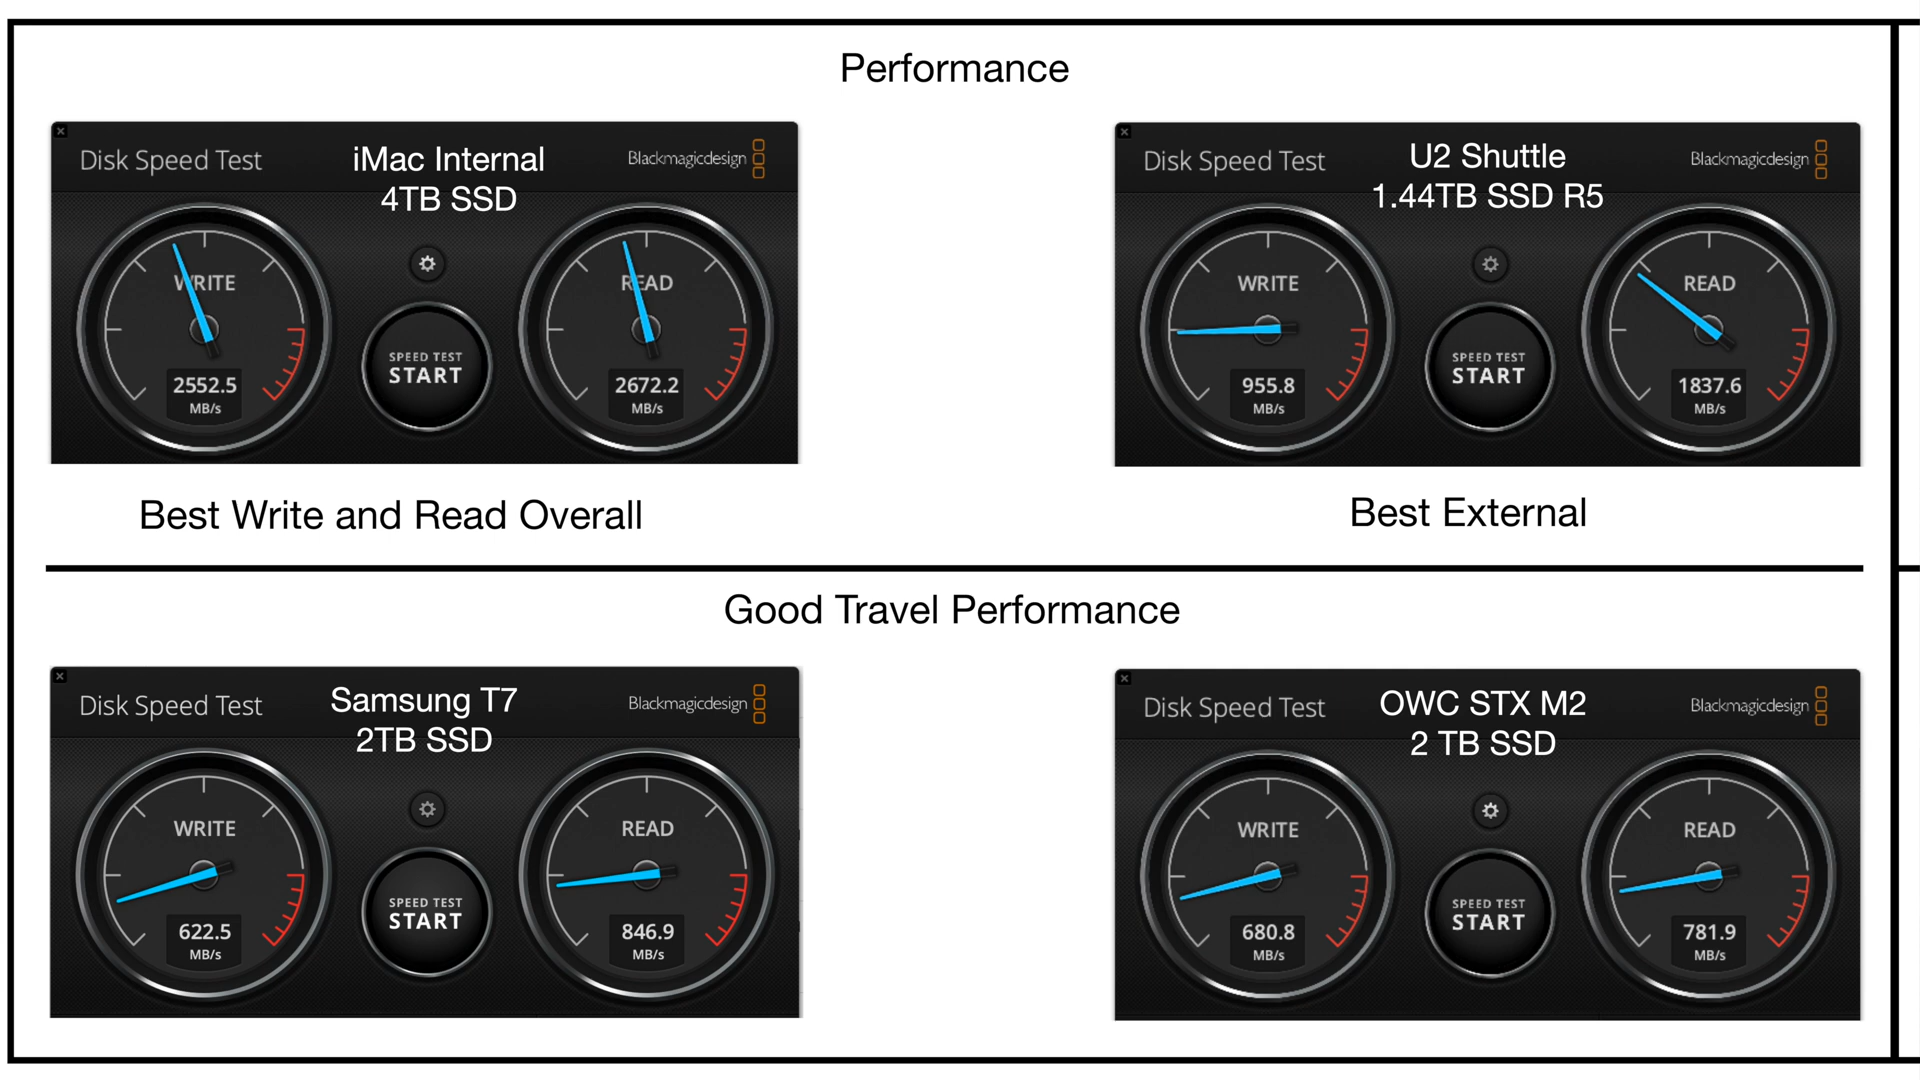 Performance
Disk Speed Test
iMac Internal
4TB SSD
Blackmagicdesign
WRITE
2552.5
MB/s
SPEED TEST
START
READ
2672.2
MB/s
Best Write and Read Overall
Disk Speed Test
U2 Shuttle
1.44TB SSD R5
Blackmagicdesign
WRITE
955.8
MB/s
SPEED TEST
START
READ
1837.6
MB/s
Best External
Good Travel Performance
Disk Speed Test
Samsung T7
2TB SSD
Blackmagicdesign
WRITE
622.5
MB/s
SPEED TEST
START
READ
846.9
MB/s
Disk Speed Test
OWC STX M2
2 TB SSD
Blackmagicdesign
WRITE
680.8
MB/s
SPEED TEST
START
READ
781.9
MB/s